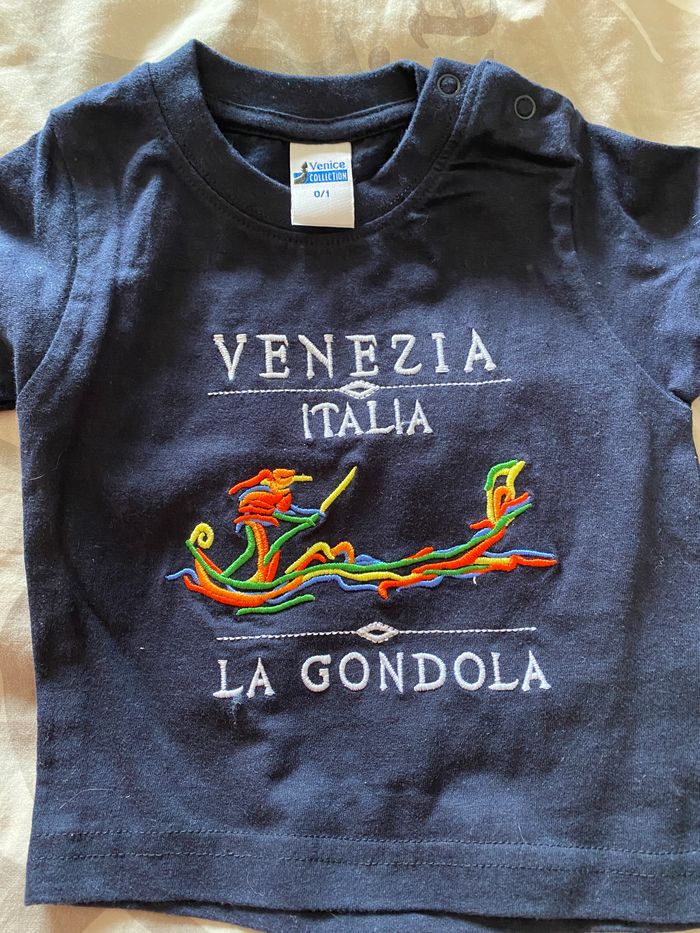 Venice
COLLECTION
0/1
VENEZIA
ITALIA
LA GONDOLA